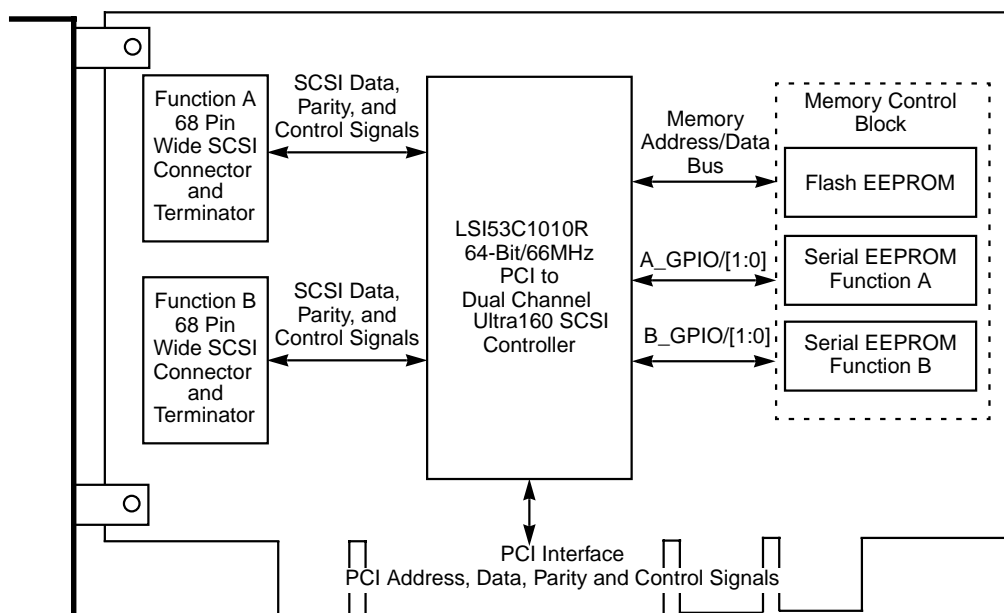 Function A
68 Pin
Wide SCSI
Connector
and
Terminator
SCSI Data,
Parity, and
Control Signals
Function B
68 Pin
Wide SCSI
Connector
and
Terminator
SCSI Data,
Parity, and
Control Signals
LSI53C1010R
64-Bit/66MHz
PCI to
Dual Channel
Ultra160 SCSI
Controller
Memory
Address/Data
Bus
A_GPIO/[1:0]
B_GPIO/[1:0]
Memory Control
Block
Flash EEPROM
Serial EEPROM
Function A
Serial EEPROM
Function B
PCI Interface
PCI Address, Data, Parity and Control Signals